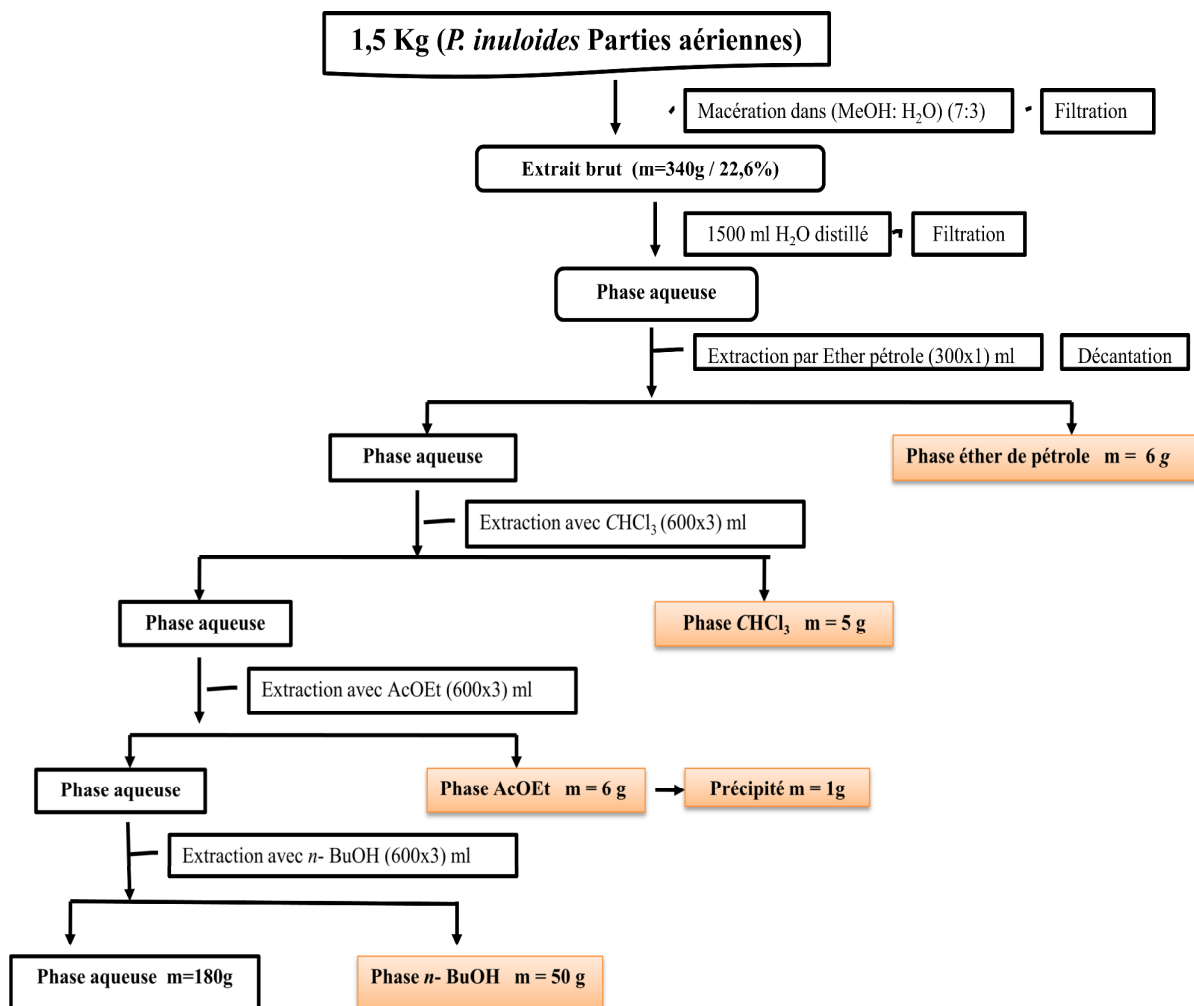 1,5 Kg (P. inuloides Parties aériennes)
Macération dans (MeOH: H₂O) (7:3)
Filtration
Extrait brut (m=340g / 22,6%)
1500 ml H₂O distillé
Filtration
Phase aqueuse
Extraction par Ether pétrole (300x1) ml
Décantation
Phase aqueuse
Phase éther de pétrole m = 6 g
Extraction avec CHCl₃ (600x3) ml
Phase aqueuse
Phase CHCl₃ m = 5 g
Extraction avec AcOEt (600x3) ml
Phase aqueuse
Phase AcOEt m = 6 g
Précipité m = 1g
Extraction avec n- BuOH (600x3) ml
Phase aqueuse m=180g
Phase n- BuOH m = 50 g